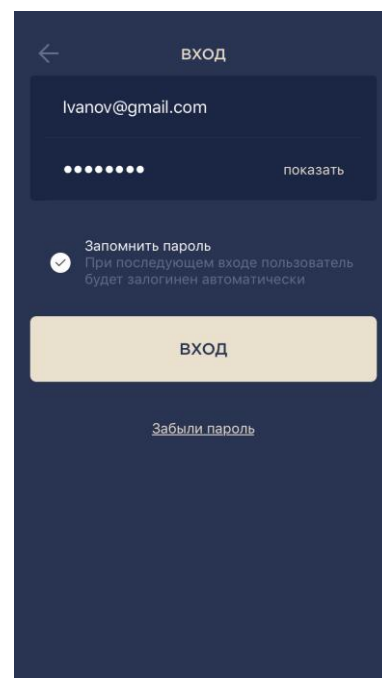 ВХОД
Ivanov@gmail.com
●●●●●●●● показать
Запомнить пароль
При последующем входе пользователь
будет залогинен автоматически
ВХОД
Забыли пароль